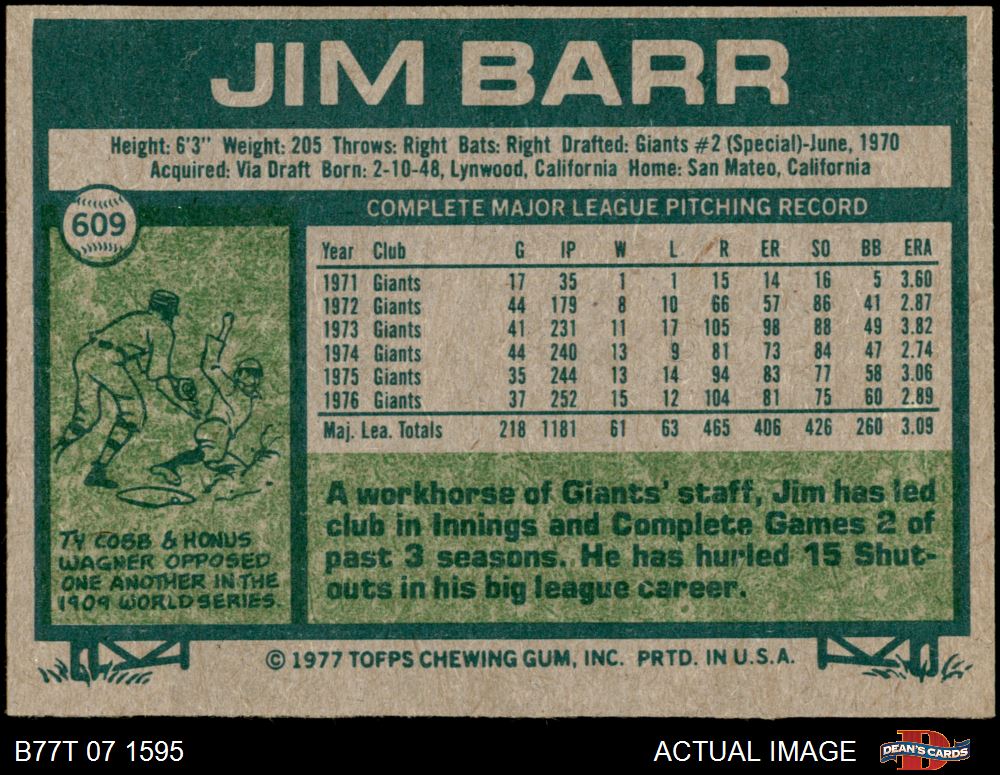 JIM BARR
Height: 6'3" Weight: 205 Throws: Right Bats: Right Drafted: Giants #2 (Special)-June, 1970
Acquired: Via Draft Born: 2-10-48, Lynwood, California Home: San Mateo, California
609
COMPLETE MAJOR LEAGUE PITCHING RECORD
Year Club G IP W L R ER SO BB ERA
1971 Giants 17 35 1 1 15 14 16 5 3.60
1972 Giants 44 179 8 10 66 57 86 41 2.87
1973 Giants 41 231 11 17 105 98 88 49 3.82
1974 Giants 44 240 13 9 81 73 84 47 2.74
1975 Giants 35 244 13 14 94 83 77 58 3.06
1976 Giants 37 252 15 12 104 81 75 60 2.89
Maj. Lea. Totals 218 1181 61 63 465 406 426 260 3.09
TY COBB & HONUS
WAGNER OPPOSED
ONE ANOTHER IN THE
1909 WORLD SERIES.
A workhorse of Giants' staff, Jim has led
club in Innings and Complete Games 2 of
past 3 seasons. He has hurled 15 Shut-
outs in his big league career.
© 1977 TOPPS CHEWING GUM, INC. PRTD. IN U.S.A.
B77T 07 1595
ACTUAL IMAGE
DEAN'S CARDS